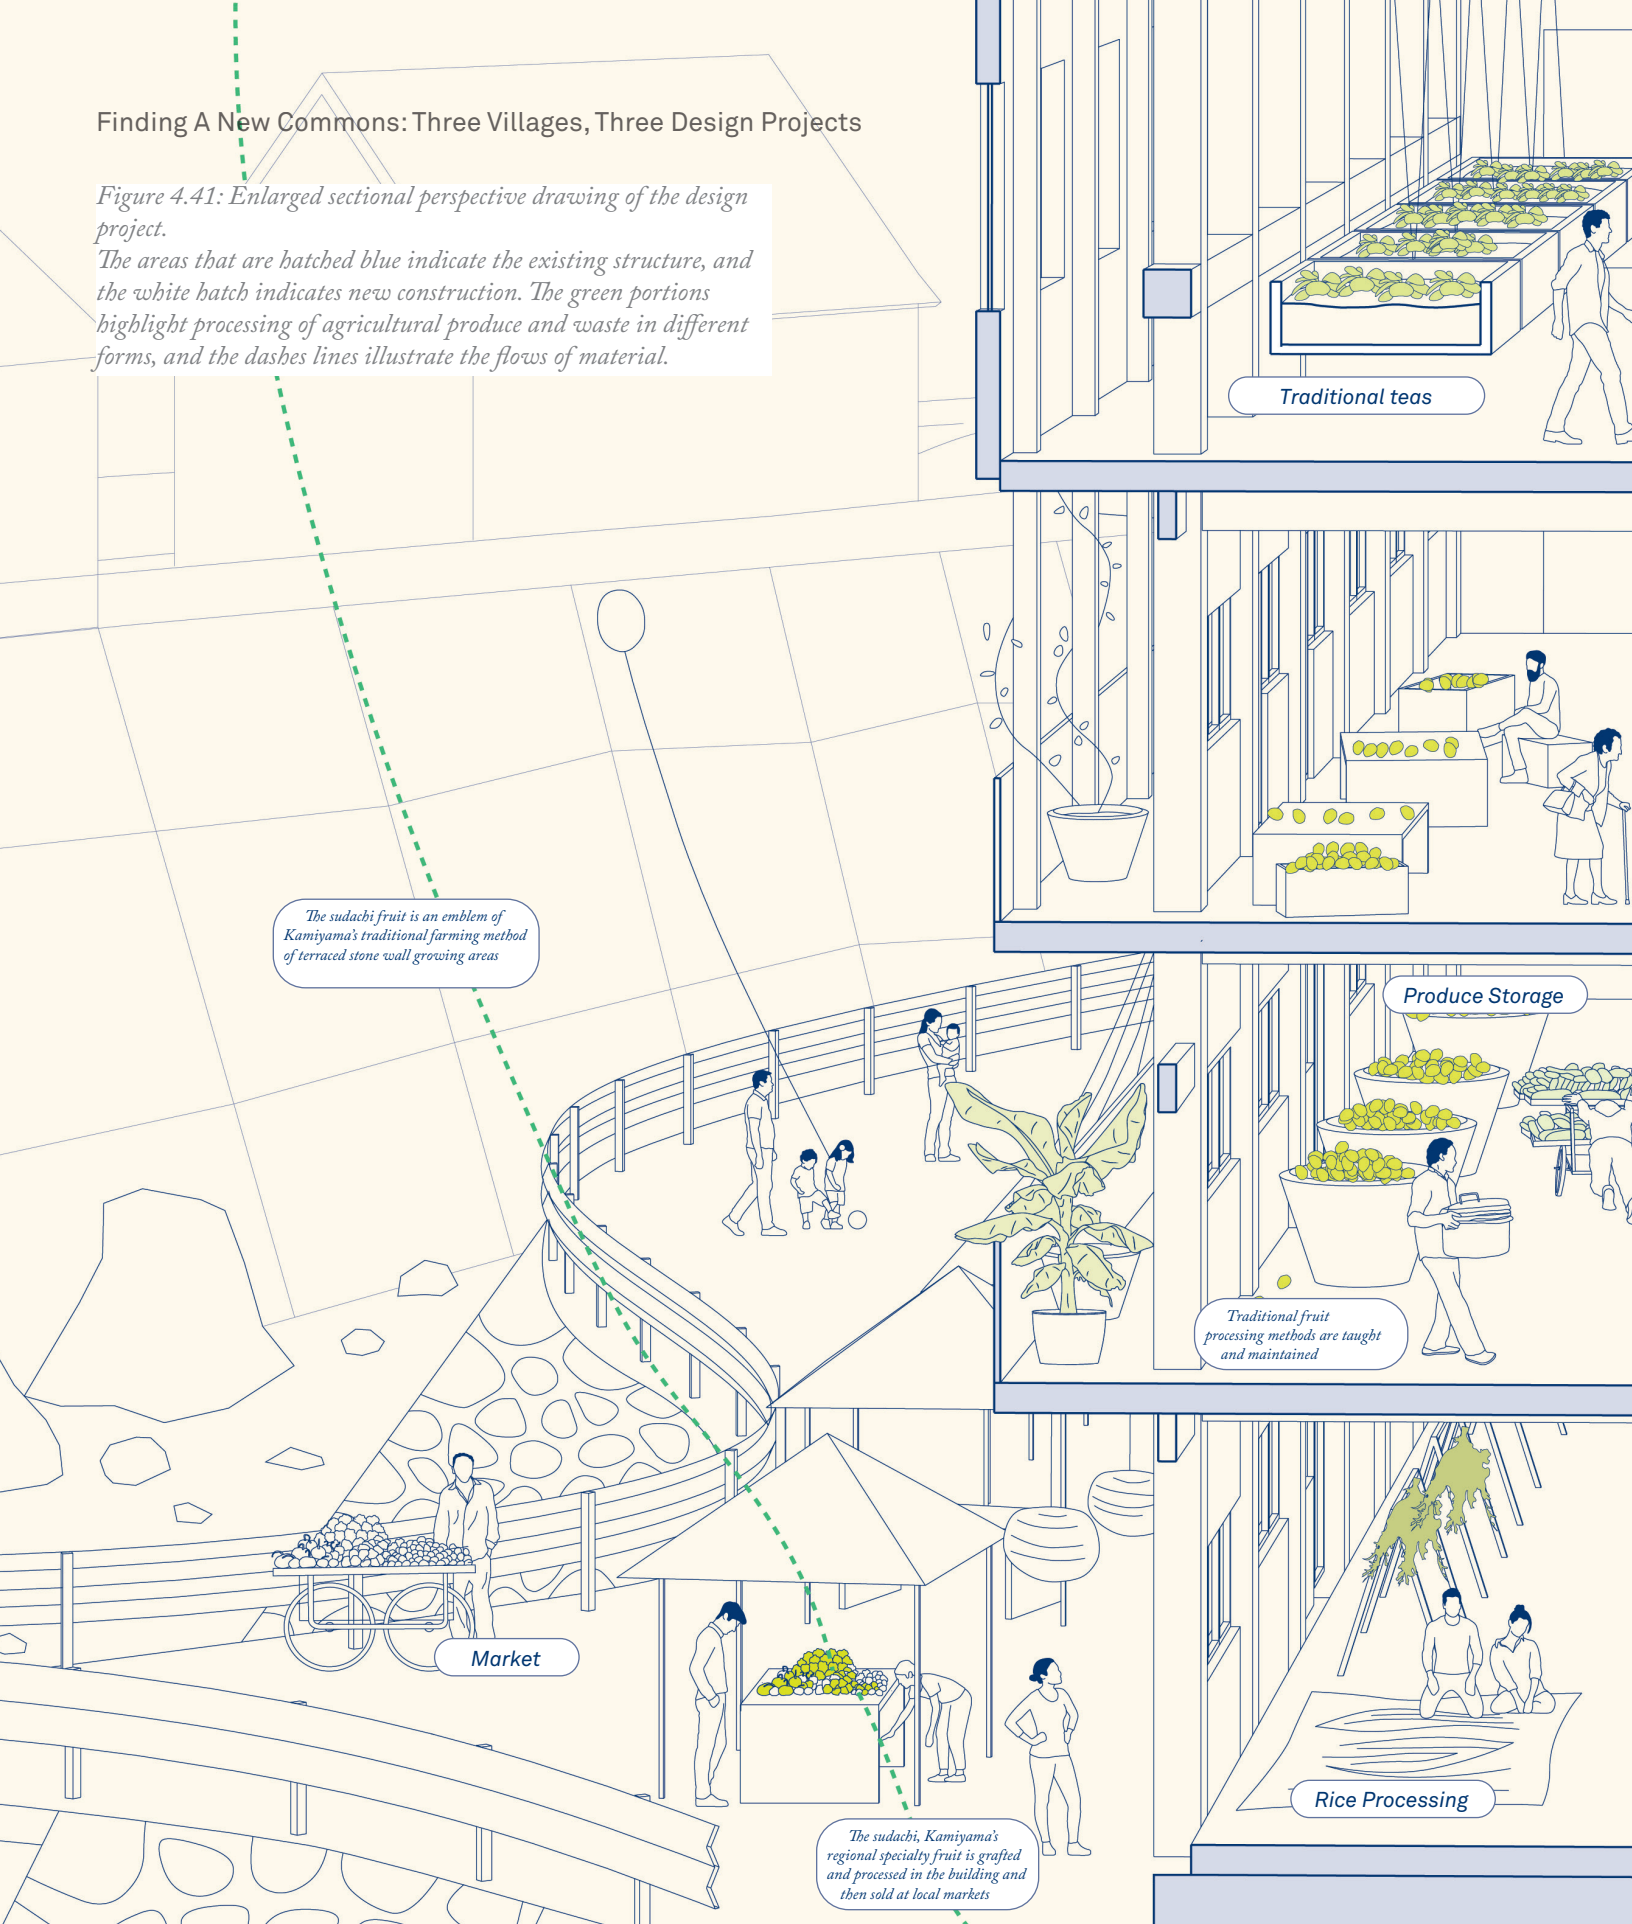 Finding A New Commons: Three Villages, Three Design Projects
Figure 4.41: Enlarged sectional perspective drawing of the design
project.
The areas that are hatched blue indicate the existing structure, and
the white hatch indicates new construction. The green portions
highlight processing of agricultural produce and waste in different
forms, and the dashes lines illustrate the flows of material.
Traditional teas
The sudachi fruit is an emblem of
Kamiyama's traditional farming method
of terraced stone wall growing areas
Produce Storage
Traditional fruit
processing methods are taught
and maintained
Market
Rice Processing
The sudachi, Kamiyama's
regional specialty fruit is grafted
and processed in the building and
then sold at local markets